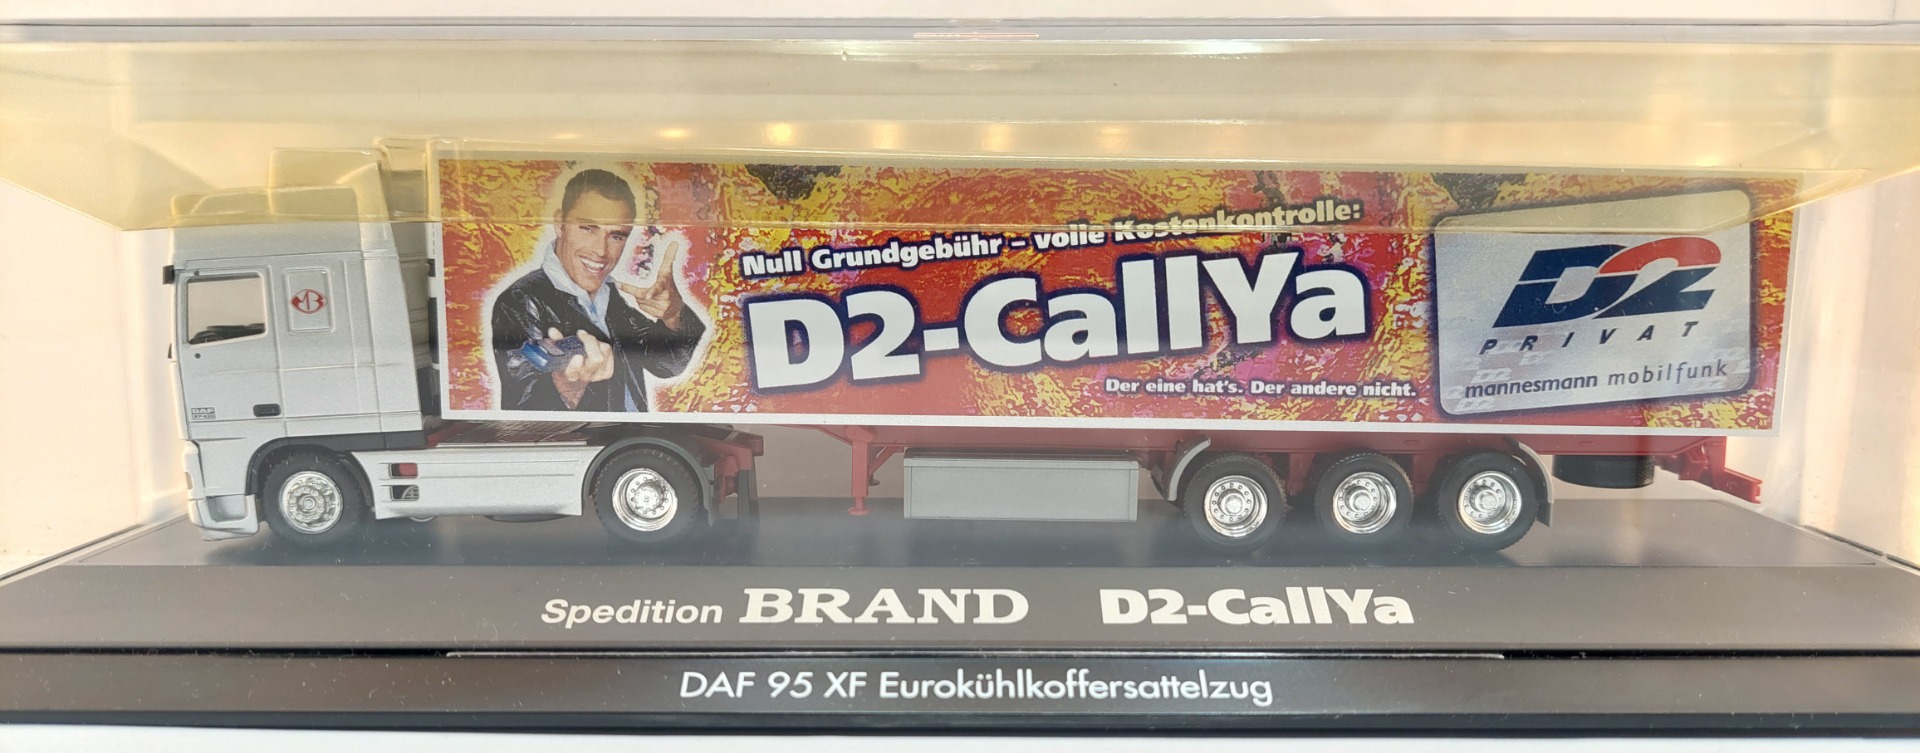 Null Grundgebühr – volle Kostenkontrolle:
D2-CallYa
Der eine hat's. Der andere nicht.
D2
PRIVAT
mannesmann mobilfunk
DAF
Spedition BRAND D2-CallYa
DAF 95 XF Eurokühlkoffersattelzug